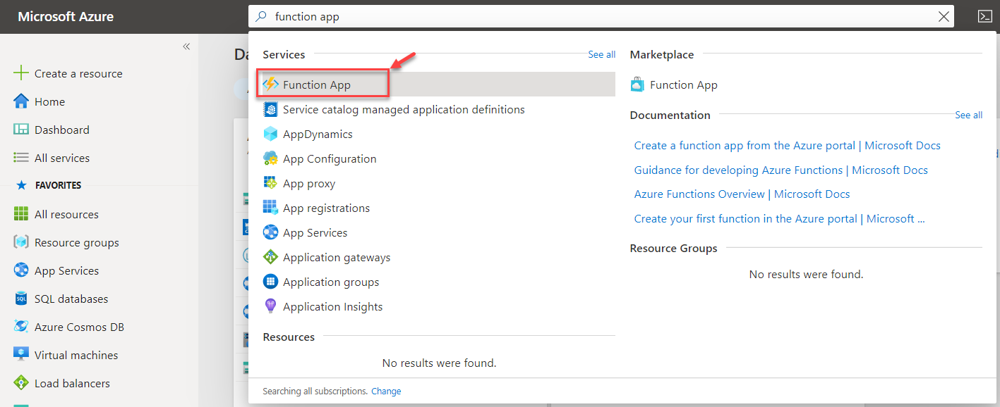 Microsoft Azure
function app
Create a resource
Home
Dashboard
All services
FAVORITES
All resources
Resource groups
App Services
SQL databases
Azure Cosmos DB
Virtual machines
Load balancers
Da
Services
See all
Function App
Service catalog managed application definitions
AppDynamics
App Configuration
App proxy
App registrations
App Services
Application gateways
Application groups
Application Insights
Resources
No results were found.
Searching all subscriptions. Change
Marketplace
Function App
Documentation
See all
Create a function app from the Azure portal | Microsoft Docs
Guidance for developing Azure Functions | Microsoft Docs
Azure Functions Overview | Microsoft Docs
Create your first function in the Azure portal | Microsoft ...
Resource Groups
No results were found.